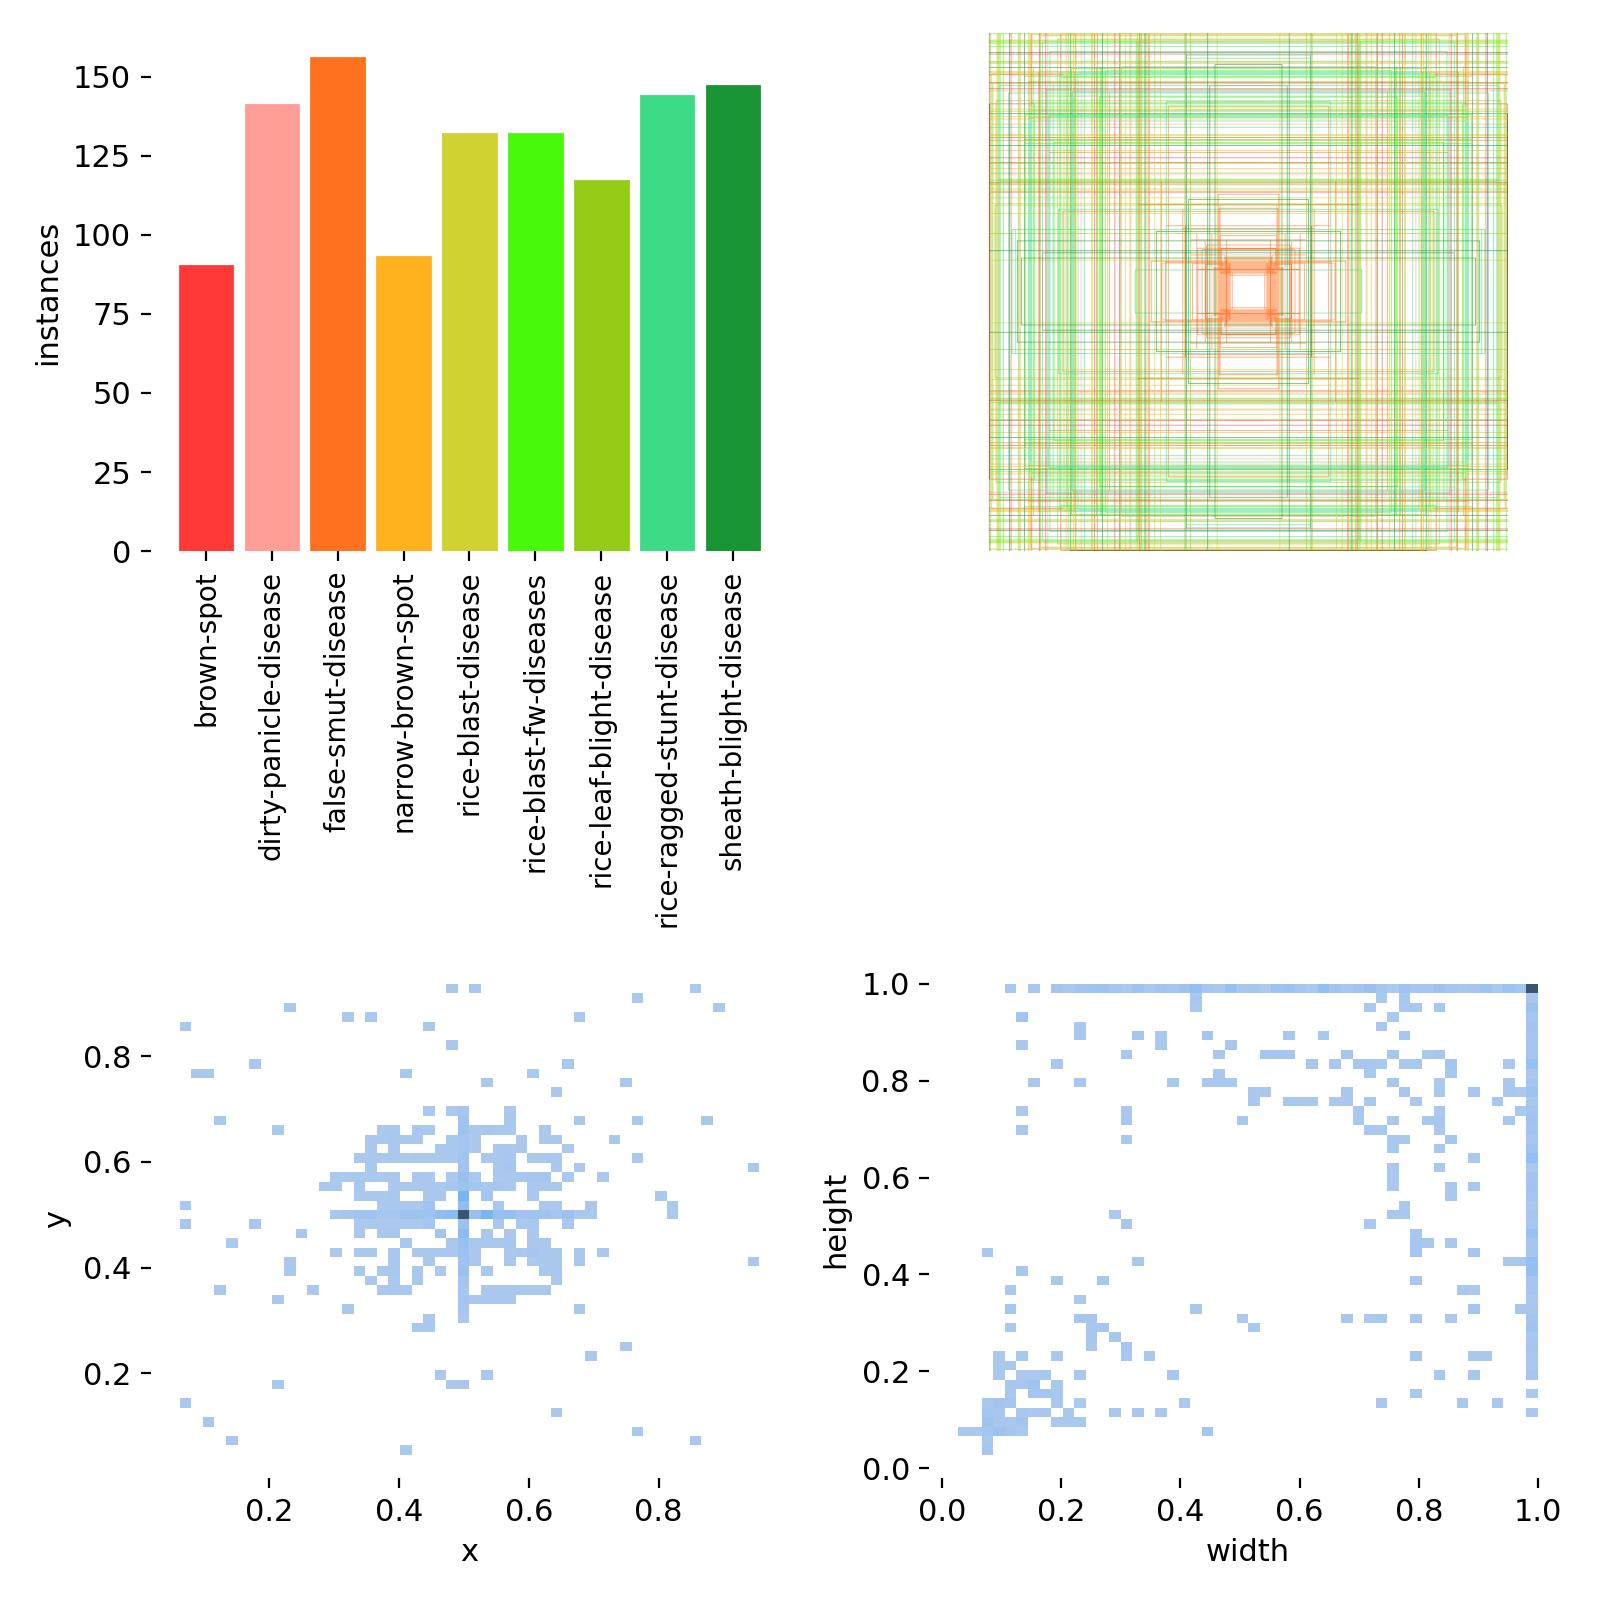 instances
150
125
100
75
50
25
0
brown-spot
dirty-panicle-disease
false-smut-disease
narrow-brown-spot
rice-blast-disease
rice-blast-fw-diseases
rice-leaf-blight-disease
rice-ragged-stunt-disease
sheath-blight-disease
y
0.8
0.6
0.4
0.2
0.2 0.4 0.6 0.8
x
height
1.0
0.8
0.6
0.4
0.2
0.0
0.0 0.2 0.4 0.6 0.8 1.0
width